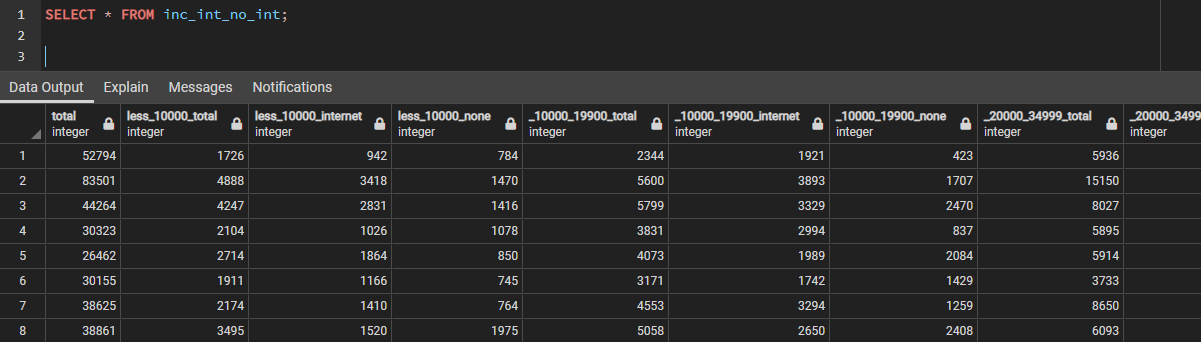 1 SELECT * FROM inc_int_no_int;
2
3
Data Output Explain Messages Notifications
total less_10000_total less_10000_internet less_10000_none _10000_19900_total _10000_19900_internet _10000_19900_none _20000_34999_total _20000_3499
integer integer integer integer integer integer integer integer integer
1 52794 1726 942 784 2344 1921 423 5936
2 83501 4888 3418 1470 5600 3893 1707 15150
3 44264 4247 2831 1416 5799 3329 2470 8027
4 30323 2104 1026 1078 3831 2994 837 5895
5 26462 2714 1864 850 4073 1989 2084 5914
6 30155 1911 1166 745 3171 1742 1429 3733
7 38625 2174 1410 764 4553 3294 1259 8650
8 38861 3495 1520 1975 5058 2650 2408 6093